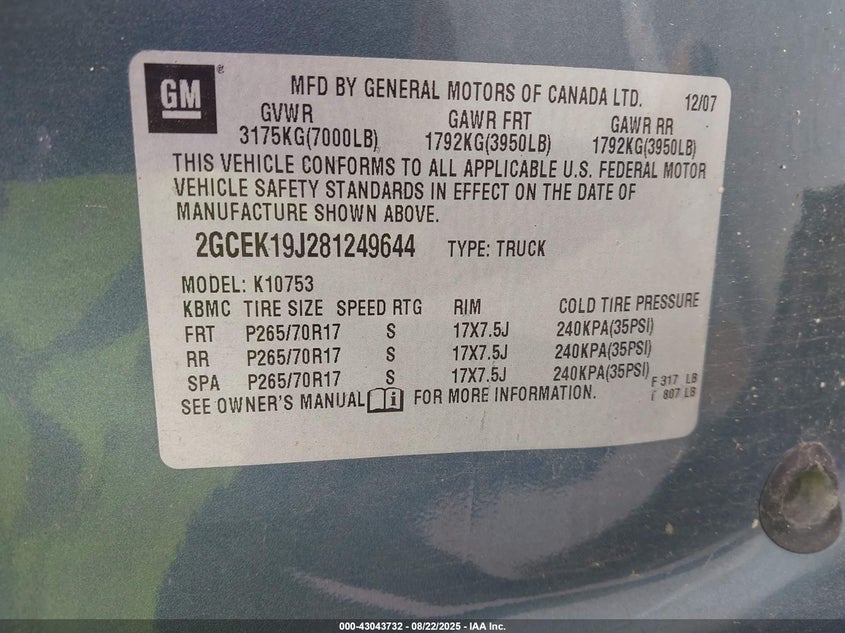 GM ®
MFD BY GENERAL MOTORS OF CANADA LTD. 12/07
GVWR GAWR FRT GAWR RR
3175KG(7000LB) 1792KG(3950LB) 1792KG(3950LB)
THIS VEHICLE CONFORMS TO ALL APPLICABLE U.S. FEDERAL MOTOR
VEHICLE SAFETY STANDARDS IN EFFECT ON THE DATE OF
MANUFACTURE SHOWN ABOVE.
2GCEK19J281249644 TYPE: TRUCK
MODEL: K10753
KBMC TIRE SIZE SPEED RTG RIM COLD TIRE PRESSURE
FRT P265/70R17 S 17X7.5J 240KPA(35PSI)
RR P265/70R17 S 17X7.5J 240KPA(35PSI)
SPA P265/70R17 S 17X7.5J 240KPA(35PSI)
F 317 LB
SEE OWNER'S MANUAL i FOR MORE INFORMATION.
807 LB
000-43043732 - 08/22/2025 - IAA Inc.